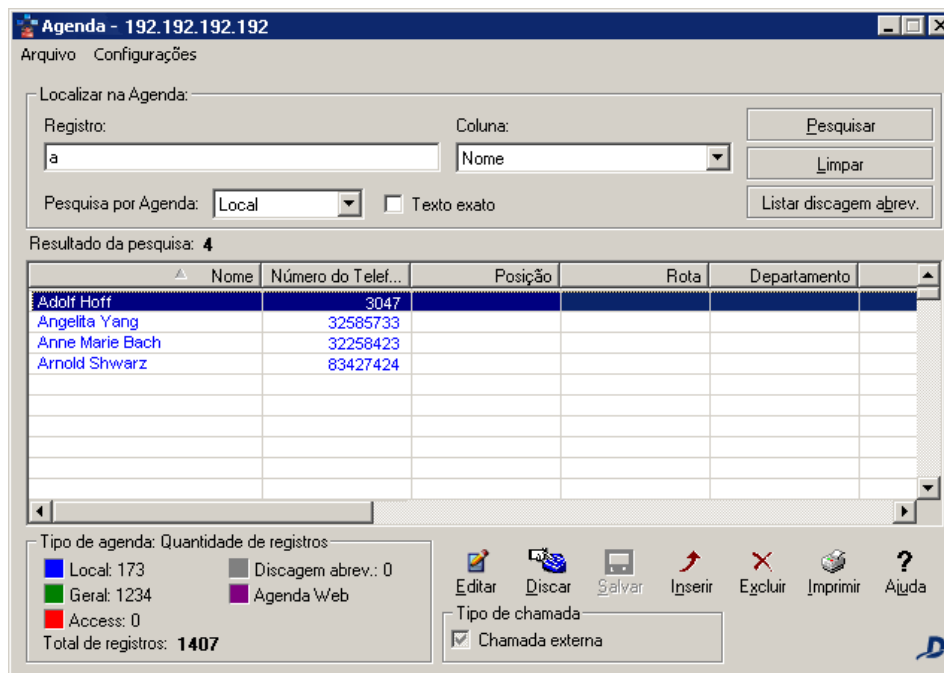 Agenda - 192.192.192.192
Arquivo Configurações
Localizar na Agenda:
Registro: Coluna:
a Nome
Pesquisar
Limpar
Pesquisa por Agenda: Local Texto exato
Listar discagem abrev.
Resultado da pesquisa: 4
Nome Número do Telef... Posição Rota Departamento
Adolf Hoff 3047
Angelita Yang 32585733
Anne Marie Bach 32258423
Arnold Shwarz 83427424
Tipo de agenda: Quantidade de registros
Local: 173 Discagem abrev.: 0
Geral: 1234 Agenda Web
Access: 0
Total de registros: 1407
Editar Discar Salvar Inserir Excluir Imprimir Ajuda
Tipo de chamada
Chamada externa
D